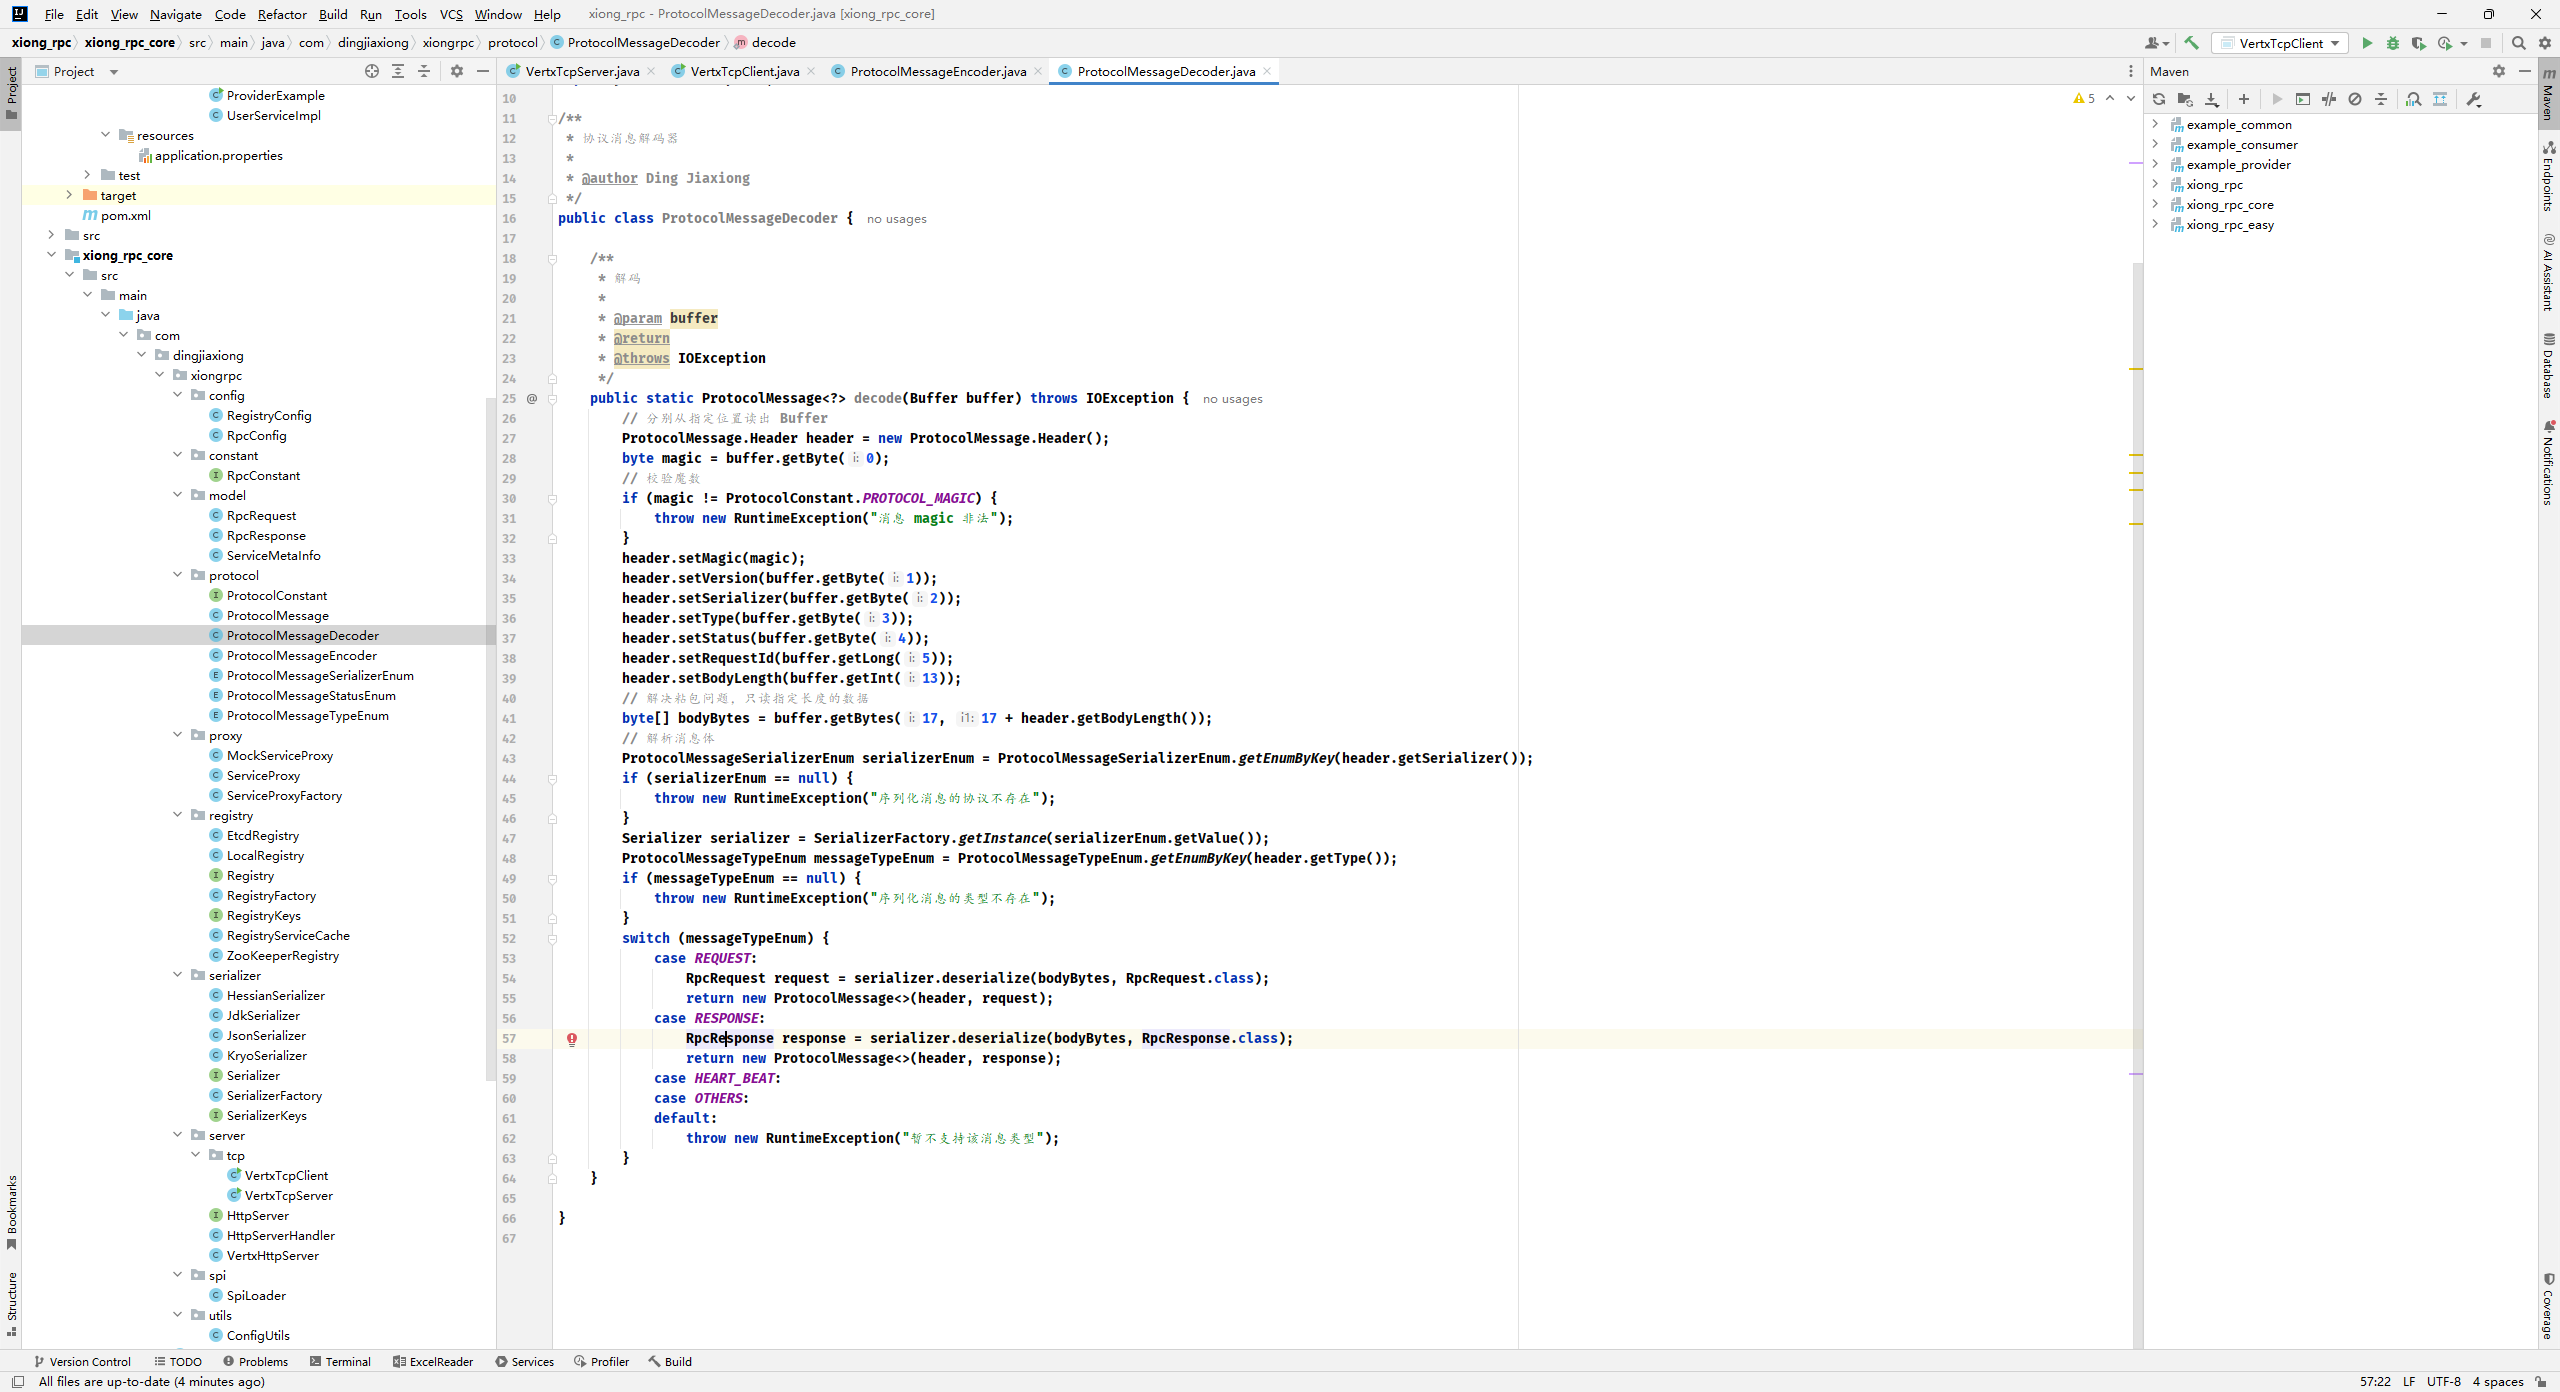 File Edit View Navigate Code Refactor Build Run Tools VCS Window Help xiong_rpc - ProtocolMessageDecoder.java [xiong_rpc_core]
xiong_rpc xiong_rpc_core src main java com dingjiaxiong xiongrpc protocol ProtocolMessageDecoder decode VertxTcpClient
Project
VertxTcpServer.java VertxTcpClient.java ProtocolMessageEncoder.java ProtocolMessageDecoder.java
Maven
Project
Bookmarks
Structure
ProviderExample
UserServiceImpl
resources
application.properties
test
target
pom.xml
src
xiong_rpc_core
src
main
java
com
dingjiaxiong
xiongrpc
config
RegistryConfig
RpcConfig
constant
RpcConstant
model
RpcRequest
RpcResponse
ServiceMetaInfo
protocol
ProtocolConstant
ProtocolMessage
ProtocolMessageDecoder
ProtocolMessageEncoder
ProtocolMessageSerializerEnum
ProtocolMessageStatusEnum
ProtocolMessageTypeEnum
proxy
MockServiceProxy
ServiceProxy
ServiceProxyFactory
registry
EtcdRegistry
LocalRegistry
Registry
RegistryFactory
RegistryKeys
RegistryServiceCache
ZooKeeperRegistry
serializer
HessianSerializer
JdkSerializer
JsonSerializer
KryoSerializer
Serializer
SerializerFactory
SerializerKeys
server
tcp
VertxTcpClient
VertxTcpServer
HttpServer
HttpServerHandler
VertxHttpServer
spi
SpiLoader
utils
ConfigUtils
5
10
11 /**
12 * 协议消息解码器
13 *
14 * @author Ding Jiaxiong
15 */
16 public class ProtocolMessageDecoder { no usages
17
18 /**
19 * 解码
20 *
21 * @param buffer
22 * @return
23 * @throws IOException
24 */
25 @ public static ProtocolMessage<?> decode(Buffer buffer) throws IOException { no usages
26 // 分别从指定位置读出 Buffer
27 ProtocolMessage.Header header = new ProtocolMessage.Header();
28 byte magic = buffer.getByte( i: 0);
29 // 校验魔数
30 if (magic != ProtocolConstant.PROTOCOL_MAGIC) {
31 throw new RuntimeException("消息 magic 非法");
32 }
33 header.setMagic(magic);
34 header.setVersion(buffer.getByte( i: 1));
35 header.setSerializer(buffer.getByte( i: 2));
36 header.setType(buffer.getByte( i: 3));
37 header.setStatus(buffer.getByte( i: 4));
38 header.setRequestId(buffer.getLong( i: 5));
39 header.setBodyLength(buffer.getInt( i: 13));
40 // 解决粘包问题, 只读指定长度的数据
41 byte[] bodyBytes = buffer.getBytes( i: 17, i1: 17 + header.getBodyLength());
42 // 解析消息体
43 ProtocolMessageSerializerEnum serializerEnum = ProtocolMessageSerializerEnum.getEnumByKey(header.getSerializer());
44 if (serializerEnum == null) {
45 throw new RuntimeException("序列化消息的协议不存在");
46 }
47 Serializer serializer = SerializerFactory.getInstance(serializerEnum.getValue());
48 ProtocolMessageTypeEnum messageTypeEnum = ProtocolMessageTypeEnum.getEnumByKey(header.getType());
49 if (messageTypeEnum == null) {
50 throw new RuntimeException("序列化消息的类型不存在");
51 }
52 switch (messageTypeEnum) {
53 case REQUEST:
54 RpcRequest request = serializer.deserialize(bodyBytes, RpcRequest.class);
55 return new ProtocolMessage<>(header, request);
56 case RESPONSE:
57 RpcResponse response = serializer.deserialize(bodyBytes, RpcResponse.class);
58 return new ProtocolMessage<>(header, response);
59 case HEART_BEAT:
60 case OTHERS:
61 default:
62 throw new RuntimeException("暂不支持该消息类型");
63 }
64 }
65
66 }
67
example_common
example_consumer
example_provider
xiong_rpc
xiong_rpc_core
xiong_rpc_easy
Maven
Endpoints
AI Assistant
Database
Notifications
Coverage
Version Control TODO Problems Terminal ExcelReader Services Profiler Build
All files are up-to-date (4 minutes ago) 57:22 LF UTF-8 4 spaces